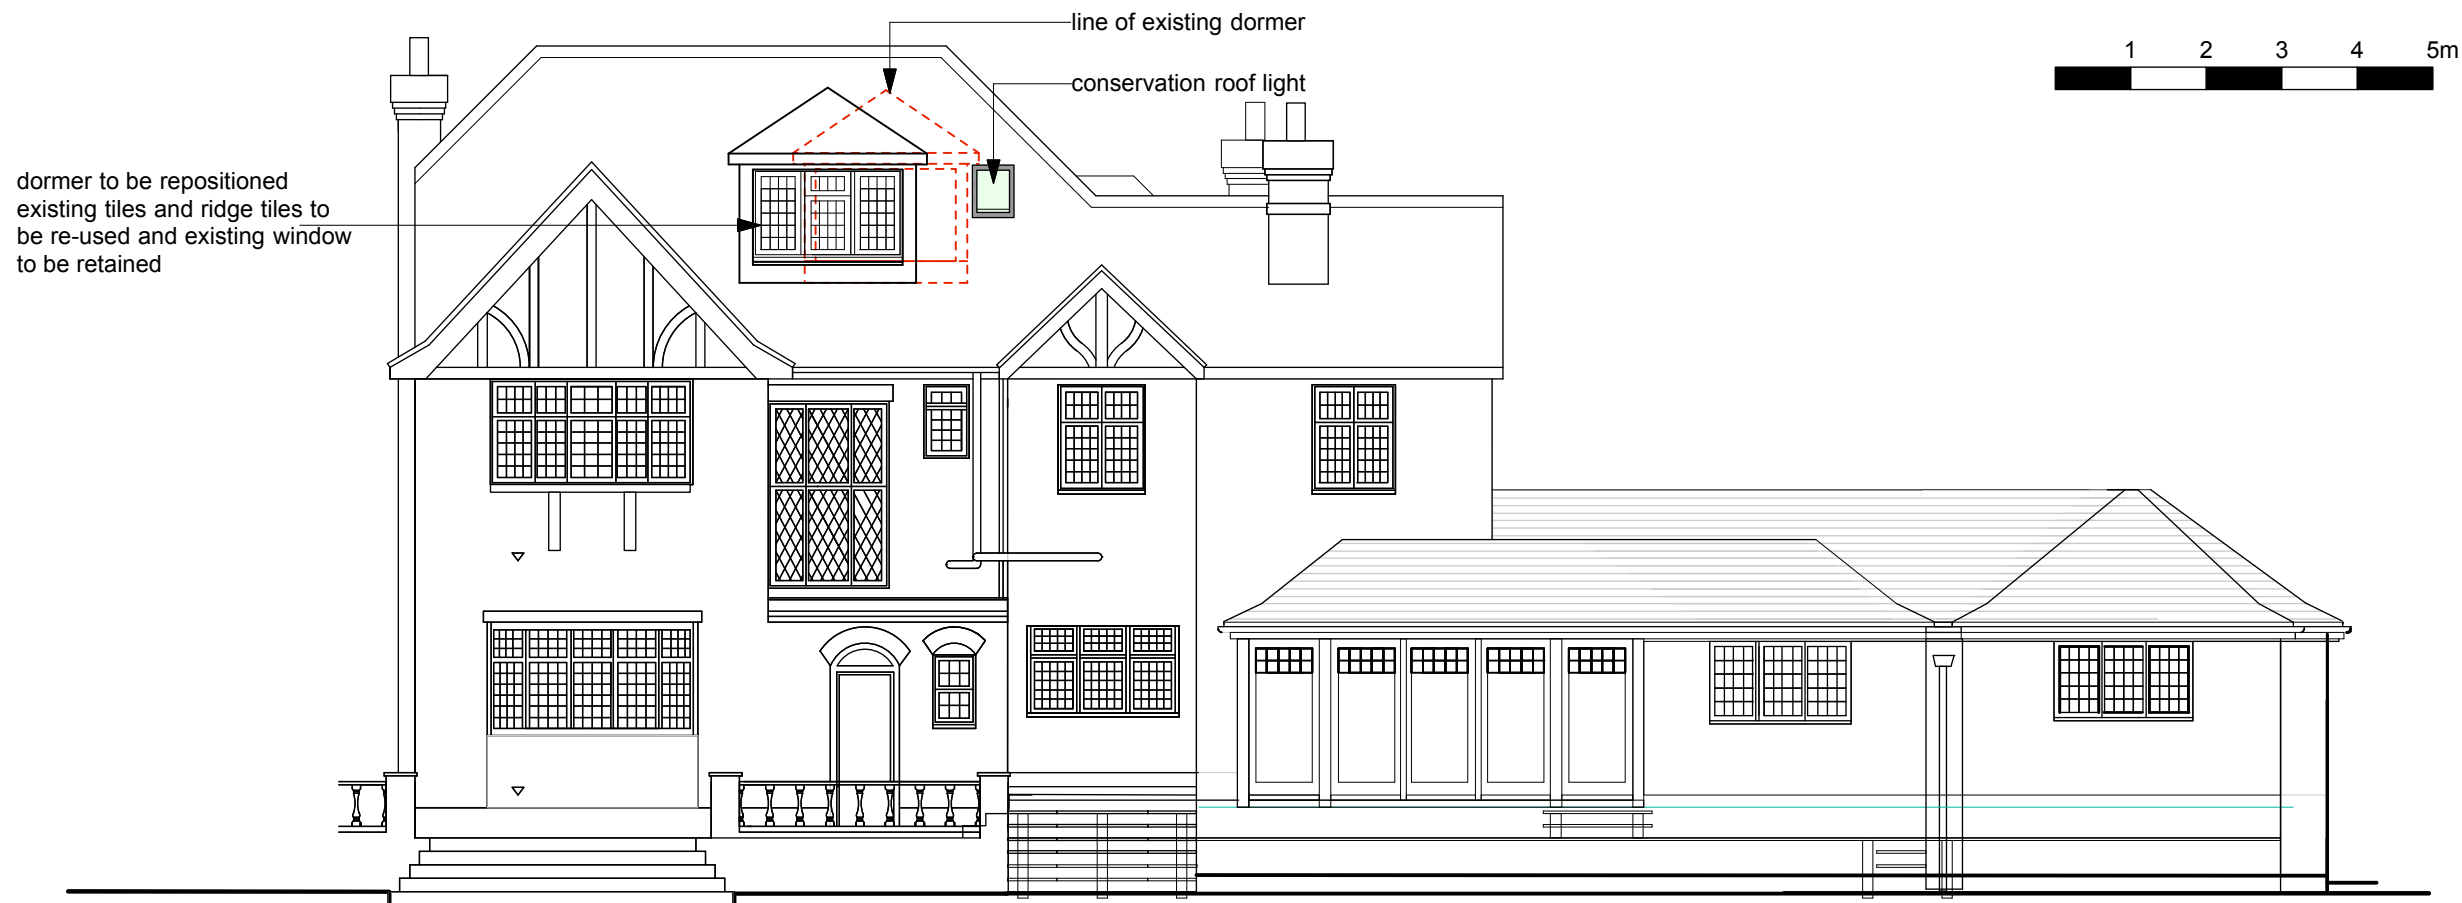 line of existing dormer
1 2 3 4 5m
conservation roof light
dormer to be repositioned
existing tiles and ridge tiles to
be re-used and existing window
to be retained